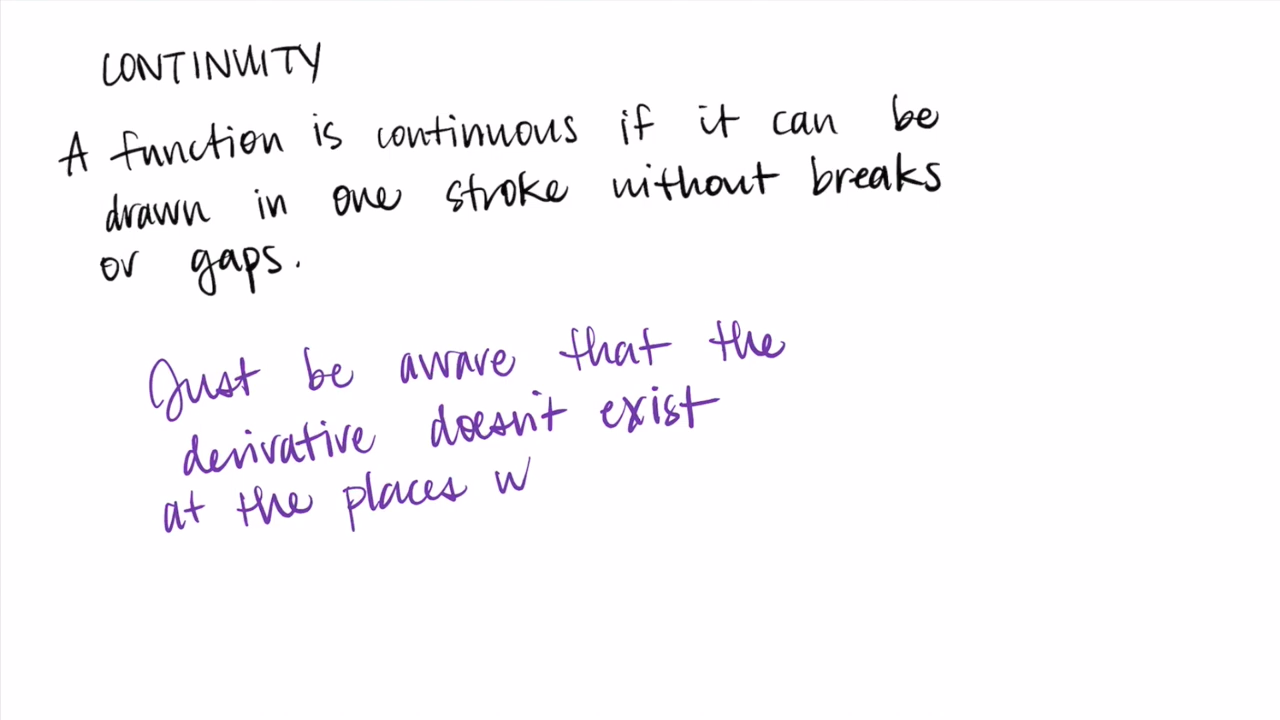 CONTINUITY
A function is continuous if it can be
drawn in one stroke without breaks
or gaps.
Just be aware that the
derivative doesn't exist
at the places w